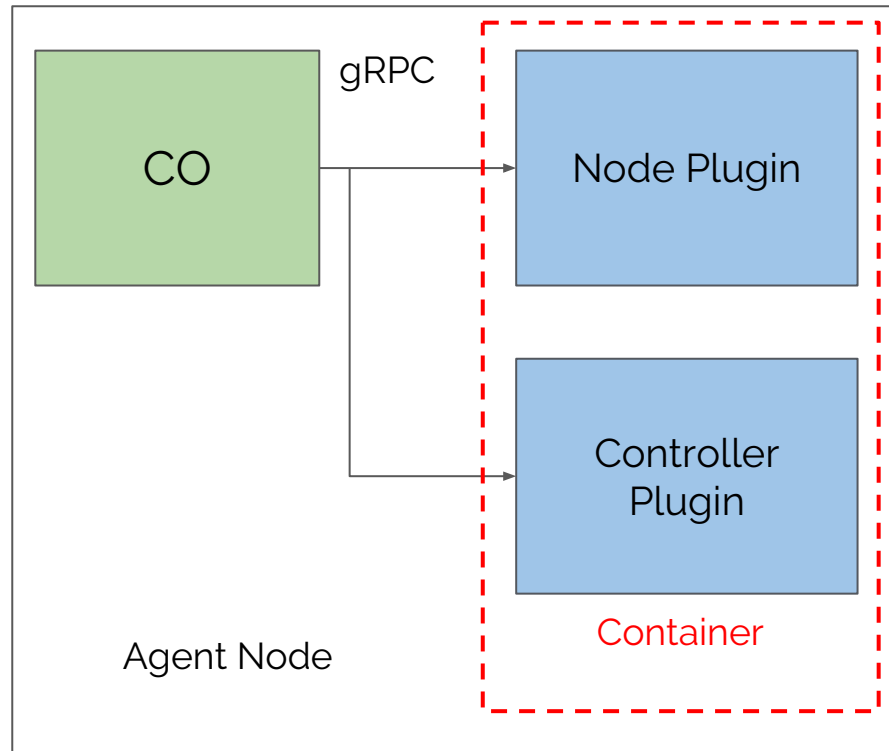 gRPC
CO
Node Plugin
Controller
Plugin
Container
Agent Node